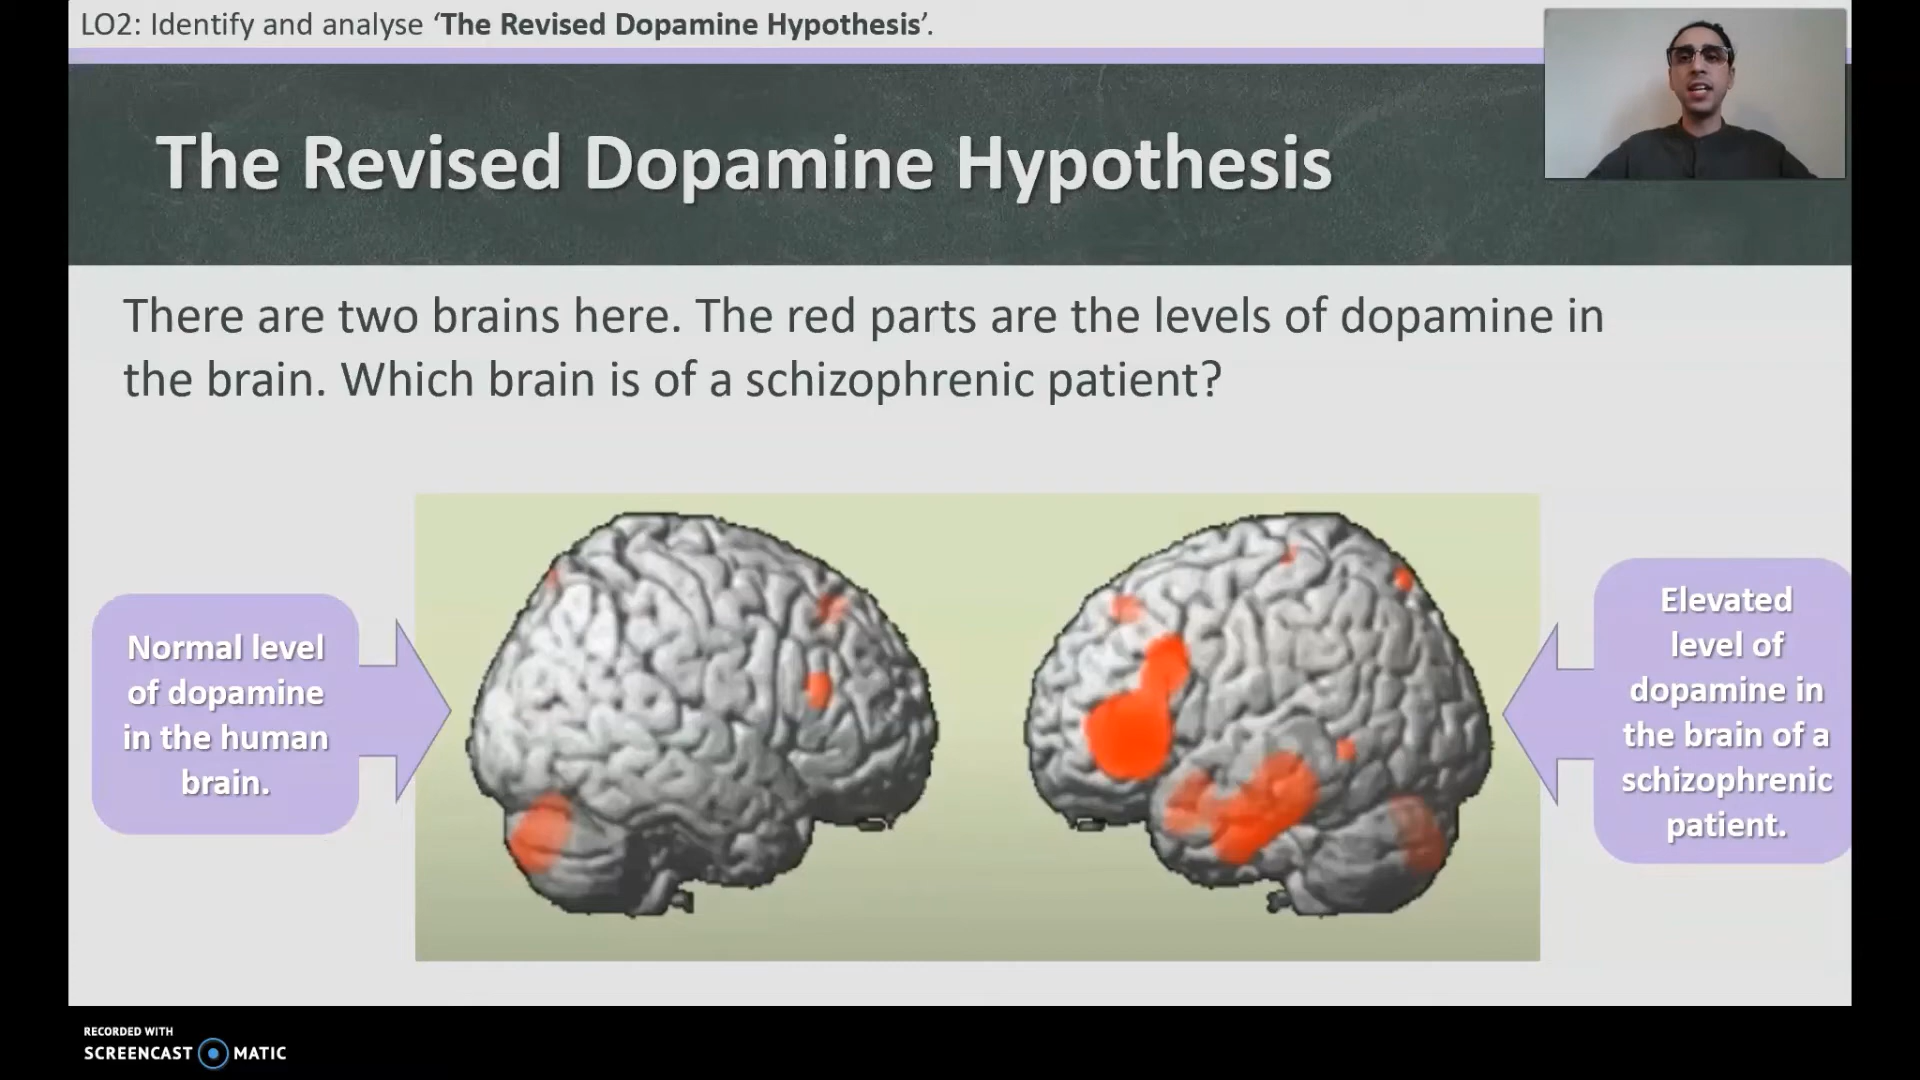 LO2: Identify and analyse ‘The Revised Dopamine Hypothesis’.
The Revised Dopamine Hypothesis
There are two brains here. The red parts are the levels of dopamine in
the brain. Which brain is of a schizophrenic patient?
Normal level
of dopamine
in the human
brain.
Elevated
level of
dopamine in
the brain of a
schizophrenic
patient.
RECORDED WITH
SCREENCAST MATIC